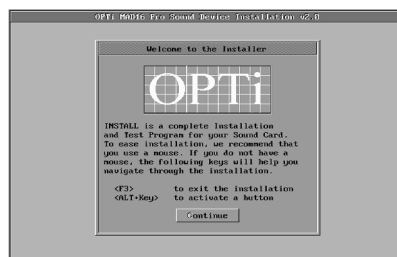 OPTi MAD16 Pro Sound Device Installation v2.0
Welcome to the Installer
OPTi
INSTALL is a complete Installation
and Test Program for your Sound Card.
To ease installation, we recommend that
you use a mouse. If you do not have a
mouse, the following keys will help you
navigate through the installation.
<F3> to exit the installation
<ALT+Key> to activate a button
Continue